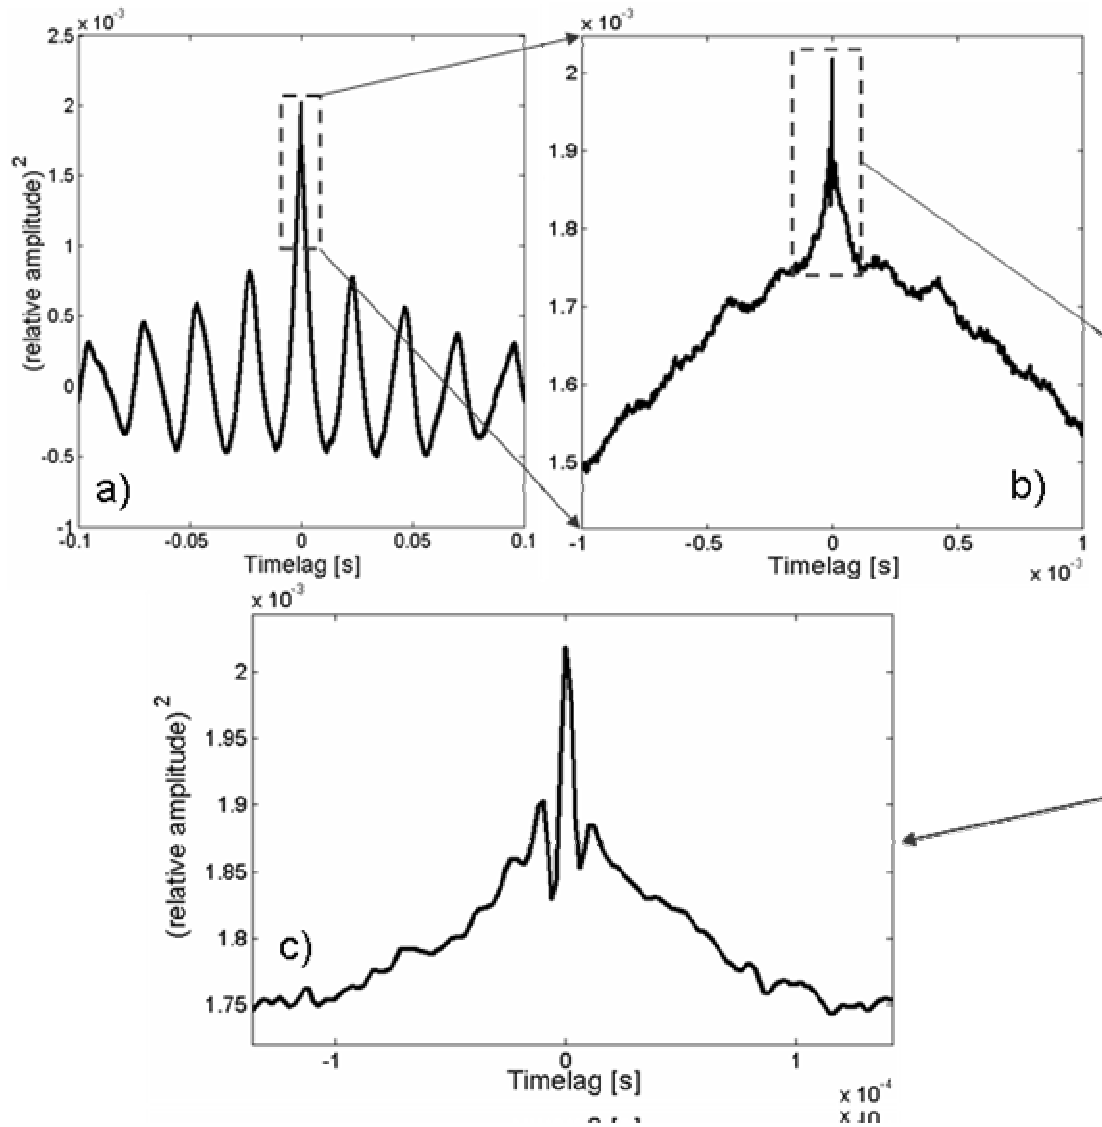 x 10⁻³
2.5
2
1.5
1
0.5
0
-0.5
-1
(relative amplitude)²
a)
-0.1 -0.05 0 0.05 0.1
Timelag [s]
x 10⁻³
2
1.9
1.8
1.7
1.6
1.5
b)
-1 -0.5 0 0.5 1
Timelag [s]
x 10⁻³
x 10⁻³
2
1.95
1.9
1.85
1.8
1.75
(relative amplitude)²
c)
-1 0 1
Timelag [s]
x 10⁻⁴